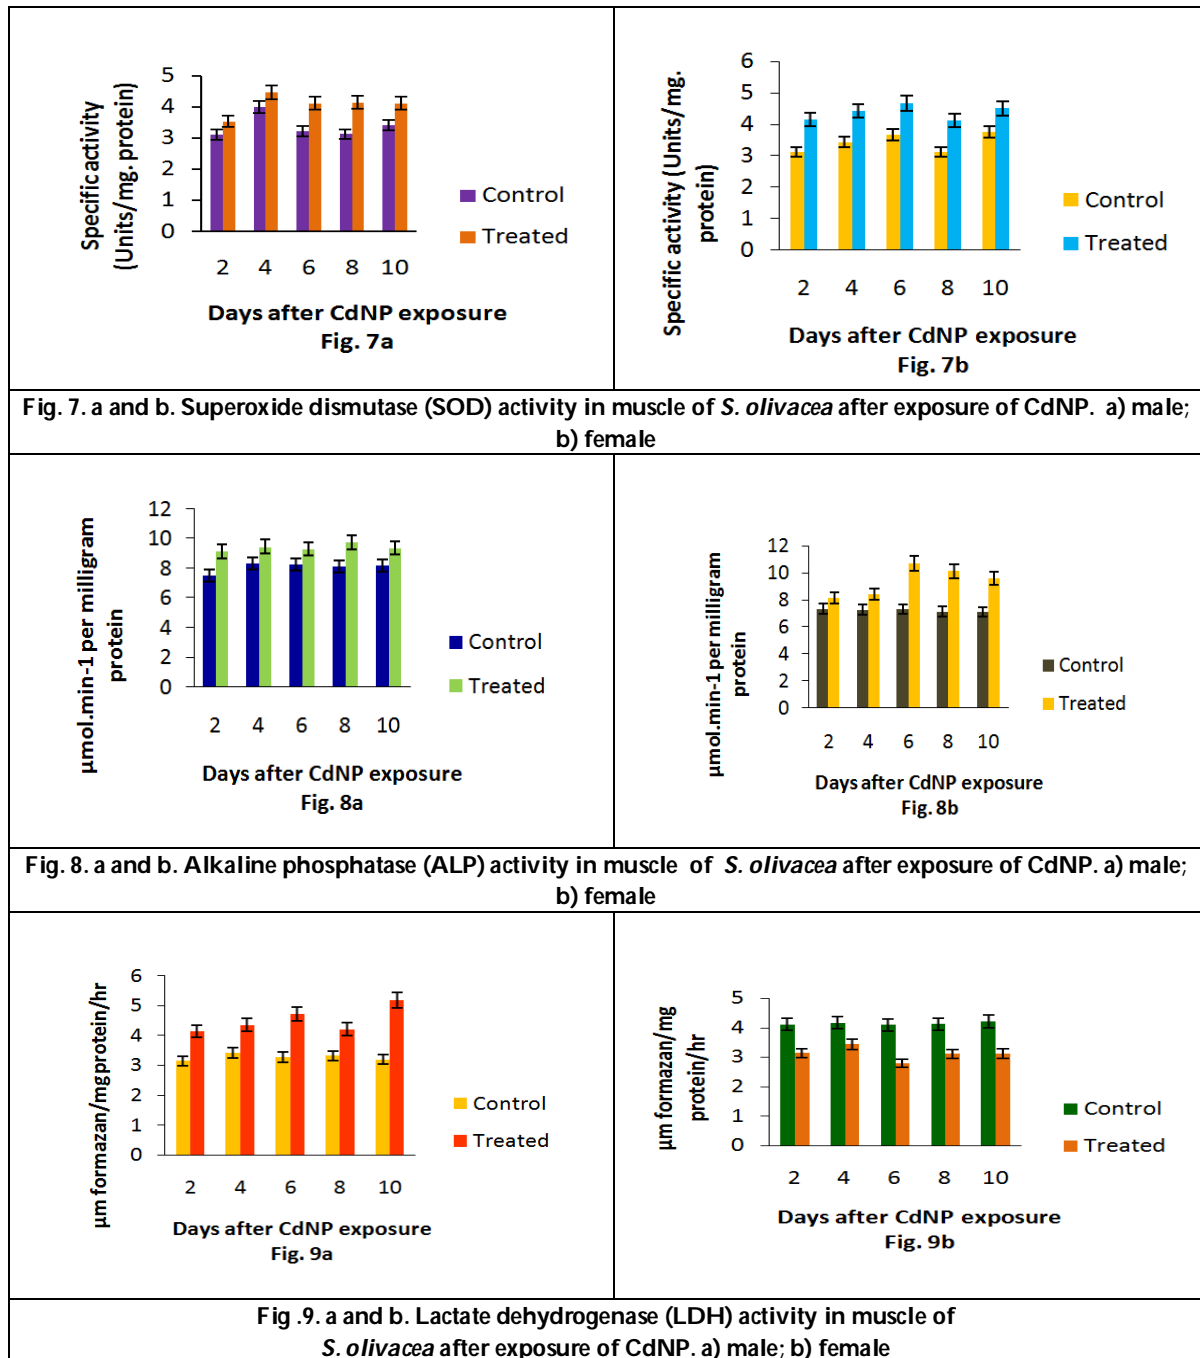 5
4
3
2
1
0
Specific activity
(Units/mg. protein)
Control
Treated
2 4 6 8 10
Days after CdNP exposure
Fig. 7a
6
5
4
3
2
1
0
Specific activity (Units/mg.
protein)
Control
Treated
2 4 6 8 10
Days after CdNP exposure
Fig. 7b
Fig. 7. a and b. Superoxide dismutase (SOD) activity in muscle of S. olivacea after exposure of CdNP. a) male;
b) female
12
10
8
6
4
2
0
µmol.min-1 per milligram
protein
Control
Treated
2 4 6 8 10
Days after CdNP exposure
Fig. 8a
12
10
8
6
4
2
0
µmol.min-1 per milligram
protein
Control
Treated
2 4 6 8 10
Days after CdNP exposure
Fig. 8b
Fig. 8. a and b. Alkaline phosphatase (ALP) activity in muscle of S. olivacea after exposure of CdNP. a) male;
b) female
6
5
4
3
2
1
0
µm formazan/mgprotein/hr
Control
Treated
2 4 6 8 10
Days after CdNP exposure
Fig. 9a
5
4
3
2
1
0
µm formazan/mg
protein/hr
Control
Treated
2 4 6 8 10
Days after CdNP exposure
Fig. 9b
Fig .9. a and b. Lactate dehydrogenase (LDH) activity in muscle of
S. olivacea after exposure of CdNP. a) male; b) female